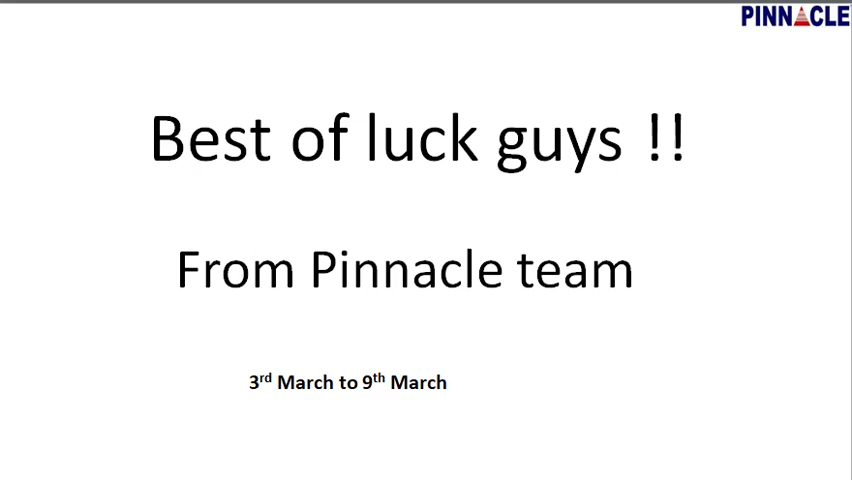 PINNACLE
Best of luck guys !!
From Pinnacle team
3rd March to 9th March